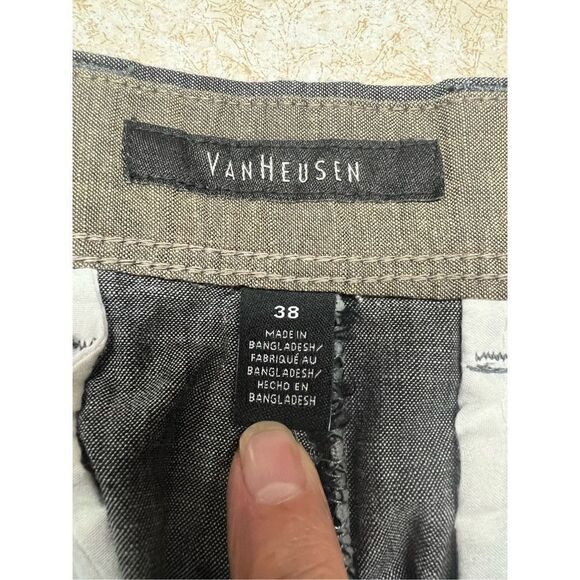 VANHEUSEN
38
MADE IN
BANGLADESH/
FABRIQUÉ AU
BANGLADESH/
HECHO EN
BANGLADESH